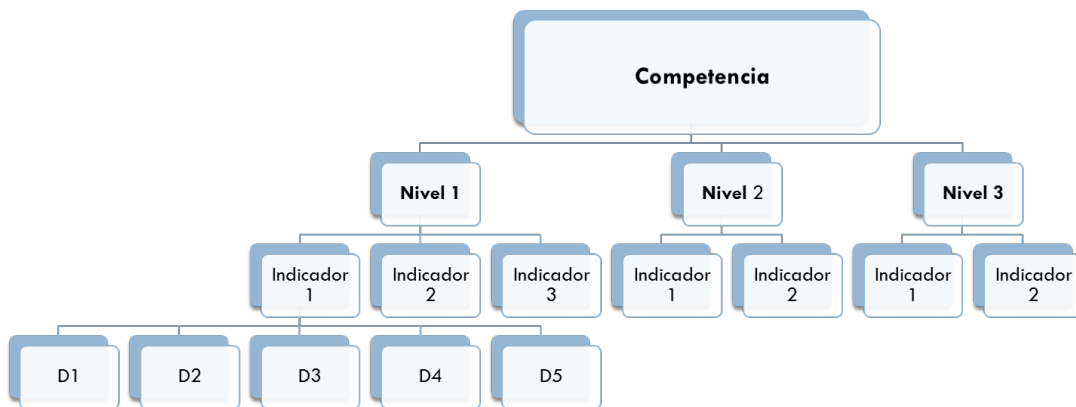 Competencia
Nivel 1
Nivel 2
Nivel 3
Indicador
1
Indicador
2
Indicador
3
Indicador
1
Indicador
2
Indicador
1
Indicador
2
D1
D2
D3
D4
D5